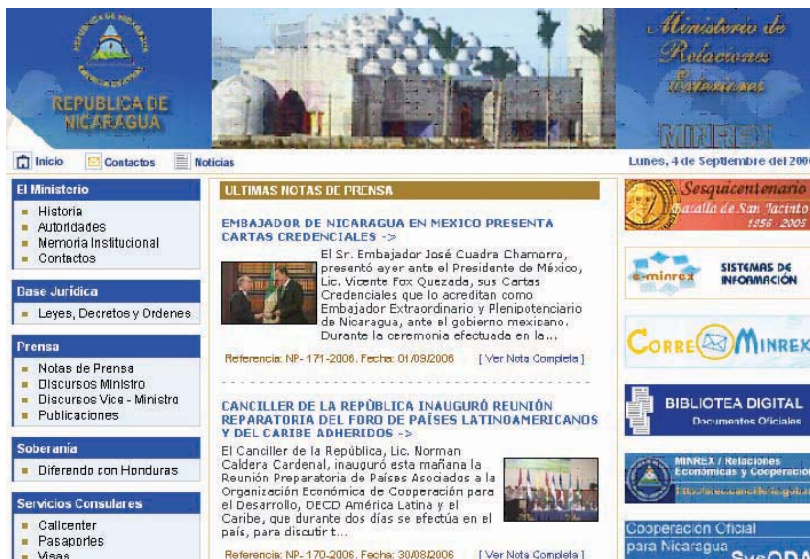 REPUBLICA DE NICARAGUA
REPUBLICA DE
NICARAGUA
Ministerio de
Relaciones
Exteriores
MINREX
Inicio
Contactos
Noticias
Lunes, 4 de Septiembre del 200
El Ministerio
Historia
Autoridades
Memoria Institucional
Contactos
Base Jurídica
Leyes, Decretos y Ordenes
Prensa
Notas de Prensa
Discursos Ministro
Discursos Vice - Ministro
Publicaciones
Soberanía
Diferendo con Honduras
Servicios Consulares
Callcenter
Pasaportes
Visas
ULTIMAS NOTAS DE PRENSA
EMBAJADOR DE NICARAGUA EN MEXICO PRESENTA
CARTAS CREDENCIALES ->
El Sr. Embajador José Cuadra Chamorro,
presentó ayer ante el Presidente de México,
Lic. Vicente Fox Quezada, sus Cartas
Credenciales que lo acreditan como
Embajador Extraordinario y Plenipotenciario
de Nicaragua, ante el gobierno mexicano.
Durante la ceremonia efectuada en la...
Referencia: NP- 171-2006. Fecha: 01/09/2006 [ Ver Nota Completa ]
CANCILLER DE LA REPÙBLICA INAUGURÓ REUNIÓN
REPARATORIA DEL FORO DE PAÍSES LATINOAMERICANOS
Y DEL CARIBE ADHERIDOS ->
El Canciller de la República, Lic. Norman
Caldera Cardenal, inauguró esta mañana la
Reunión Preparatoria de Países Asociados a la
Organización Económica de Cooperación para
el Desarrollo, OECD América Latina y el
Caribe, que durante dos días se efectúa en el
país, para discutir t...
Referencia: NP- 170-2006. Fecha: 30/08/2006 [ Ver Nota Completa ]
Sesquicentenario
Batalla de San Jacinto
1856 - 2005
e-minrex
SISTEMAS DE
INFORMACIÓN
CORRE MINREX
BIBLIOTEA DIGITAL
Documentos Oficiales
MINREX / Relaciones
Económicas y Cooperació
Cooperación Oficial
para Nicaragua
SysODA